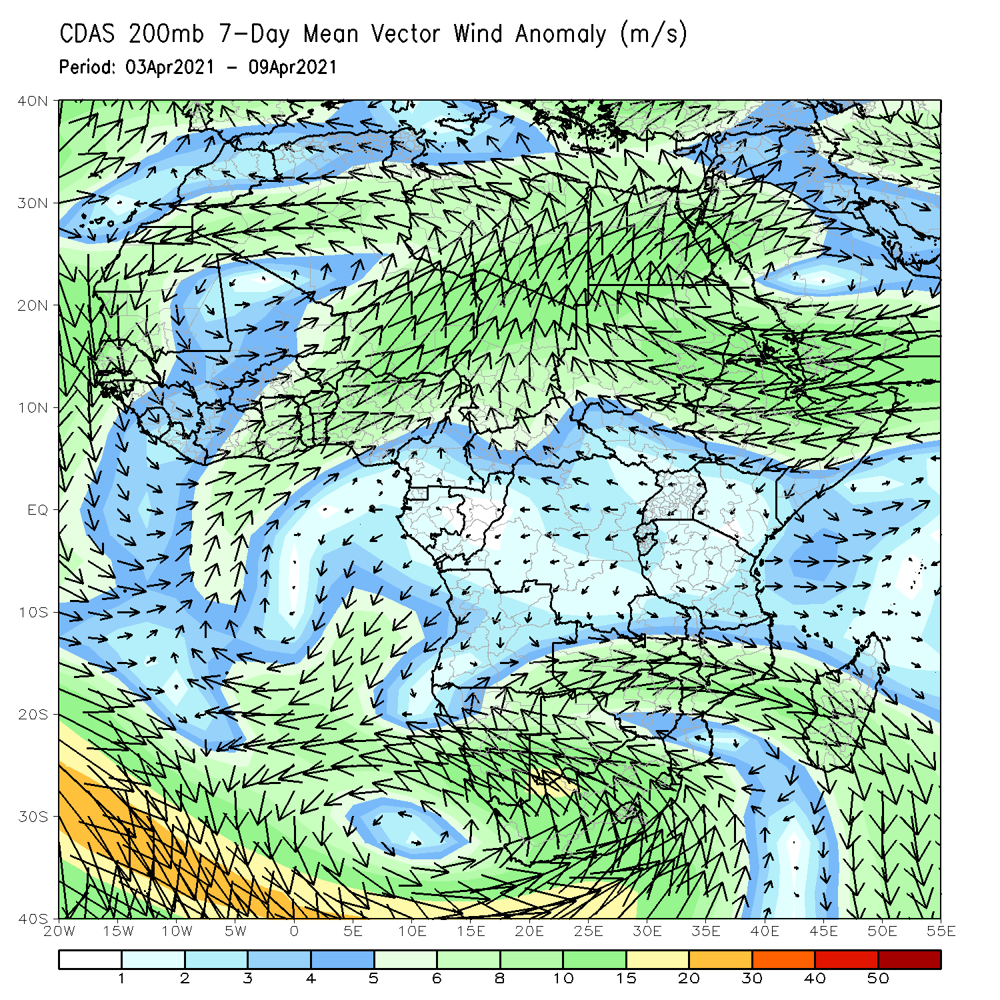 CDAS 200mb 7-Day Mean Vector Wind Anomaly (m/s)
Period: 03Apr2021 - 09Apr2021
40N
30N
20N
10N
EQ
10S
20S
30S
40S
20W 15W 10W 5W 0 5E 10E 15E 20E 25E 30E 35E 40E 45E 50E 55E
1 2 3 4 5 6 8 10 15 20 30 40 50